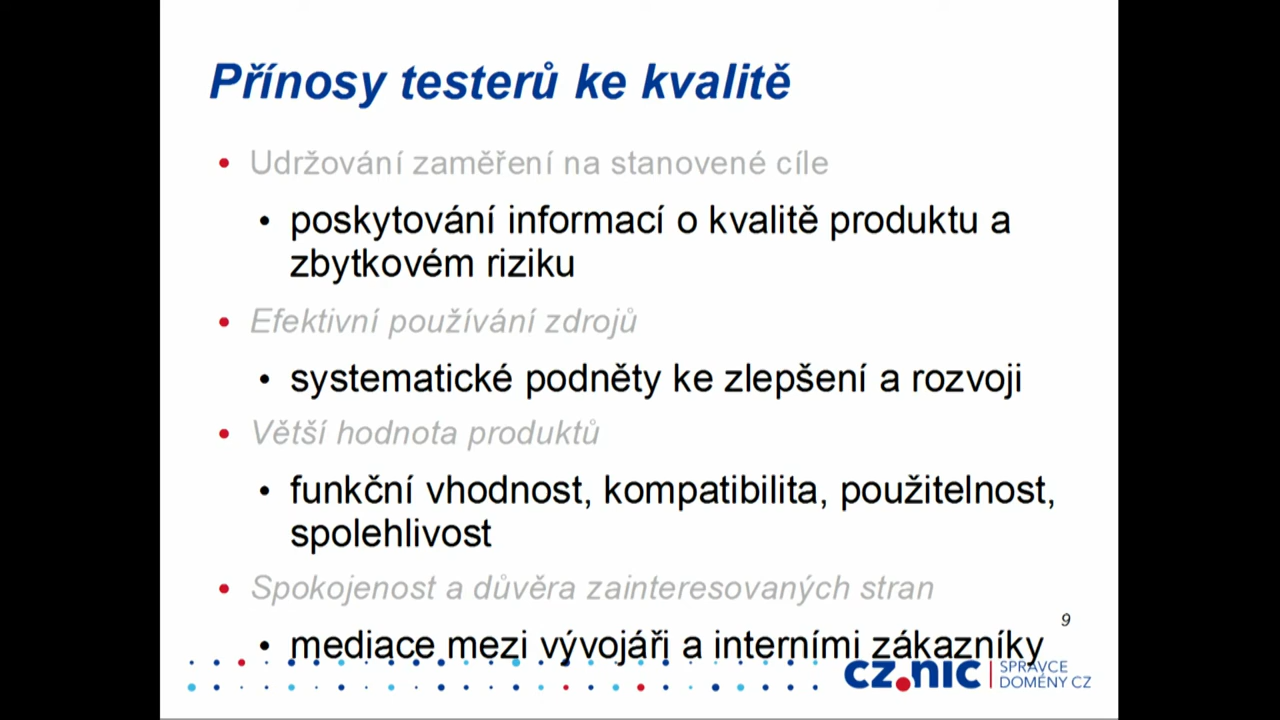 Přínosy testerů ke kvalitě
• Udržování zaměření na stanovené cíle
• poskytování informací o kvalitě produktu a
zbytkovém riziku
• Efektivní používání zdrojů
• systematické podněty ke zlepšení a rozvoji
• Větší hodnota produktů
• funkční vhodnost, kompatibilita, použitelnost,
spolehlivost
• Spokojenost a důvěra zainteresovaných stran
9
• mediace mezi vývojáři a interními zákazníky
cz.nic
SPRÁVCE
DOMÉNY CZ